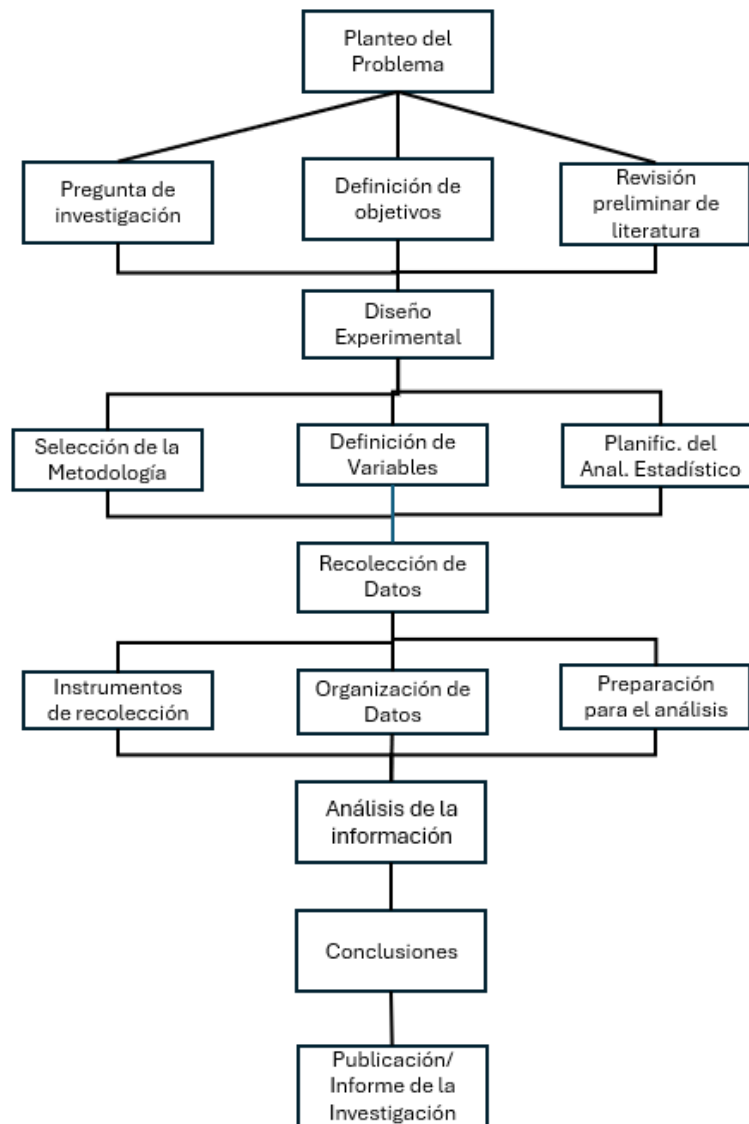 Planteo del
Problema
Pregunta de
investigación
Definición de
objetivos
Revisión
preliminar de
literatura
Diseño
Experimental
Selección de la
Metodología
Definición de
Variables
Planific. del
Anal. Estadístico
Recolección de
Datos
Instrumentos
de recolección
Organización de
Datos
Preparación
para el análisis
Análisis de la
información
Conclusiones
Publicación/
Informe de la
Investigación